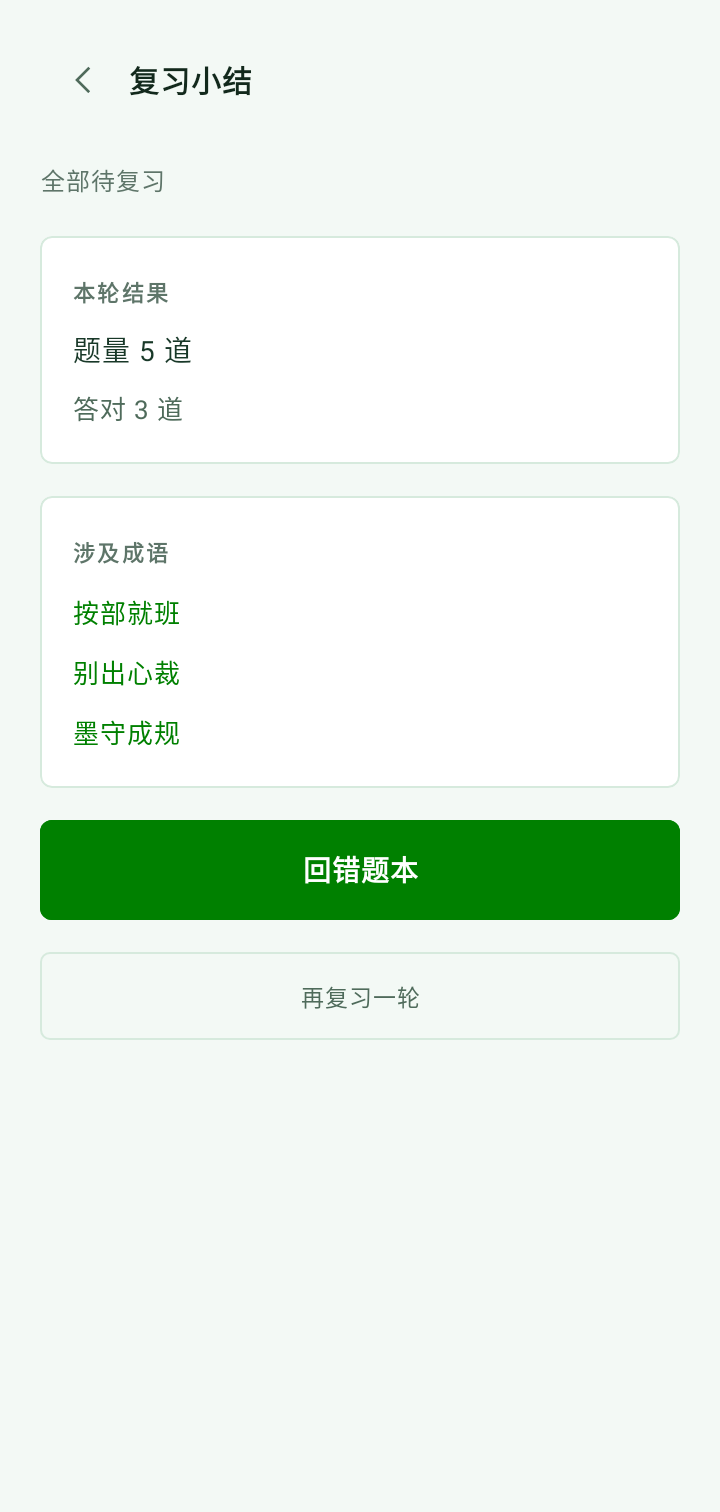 复习小结
全部待复习
本轮结果
题量 5 道
答对 3 道
涉及成语
按部就班
别出心裁
墨守成规
回错题本
再复习一轮